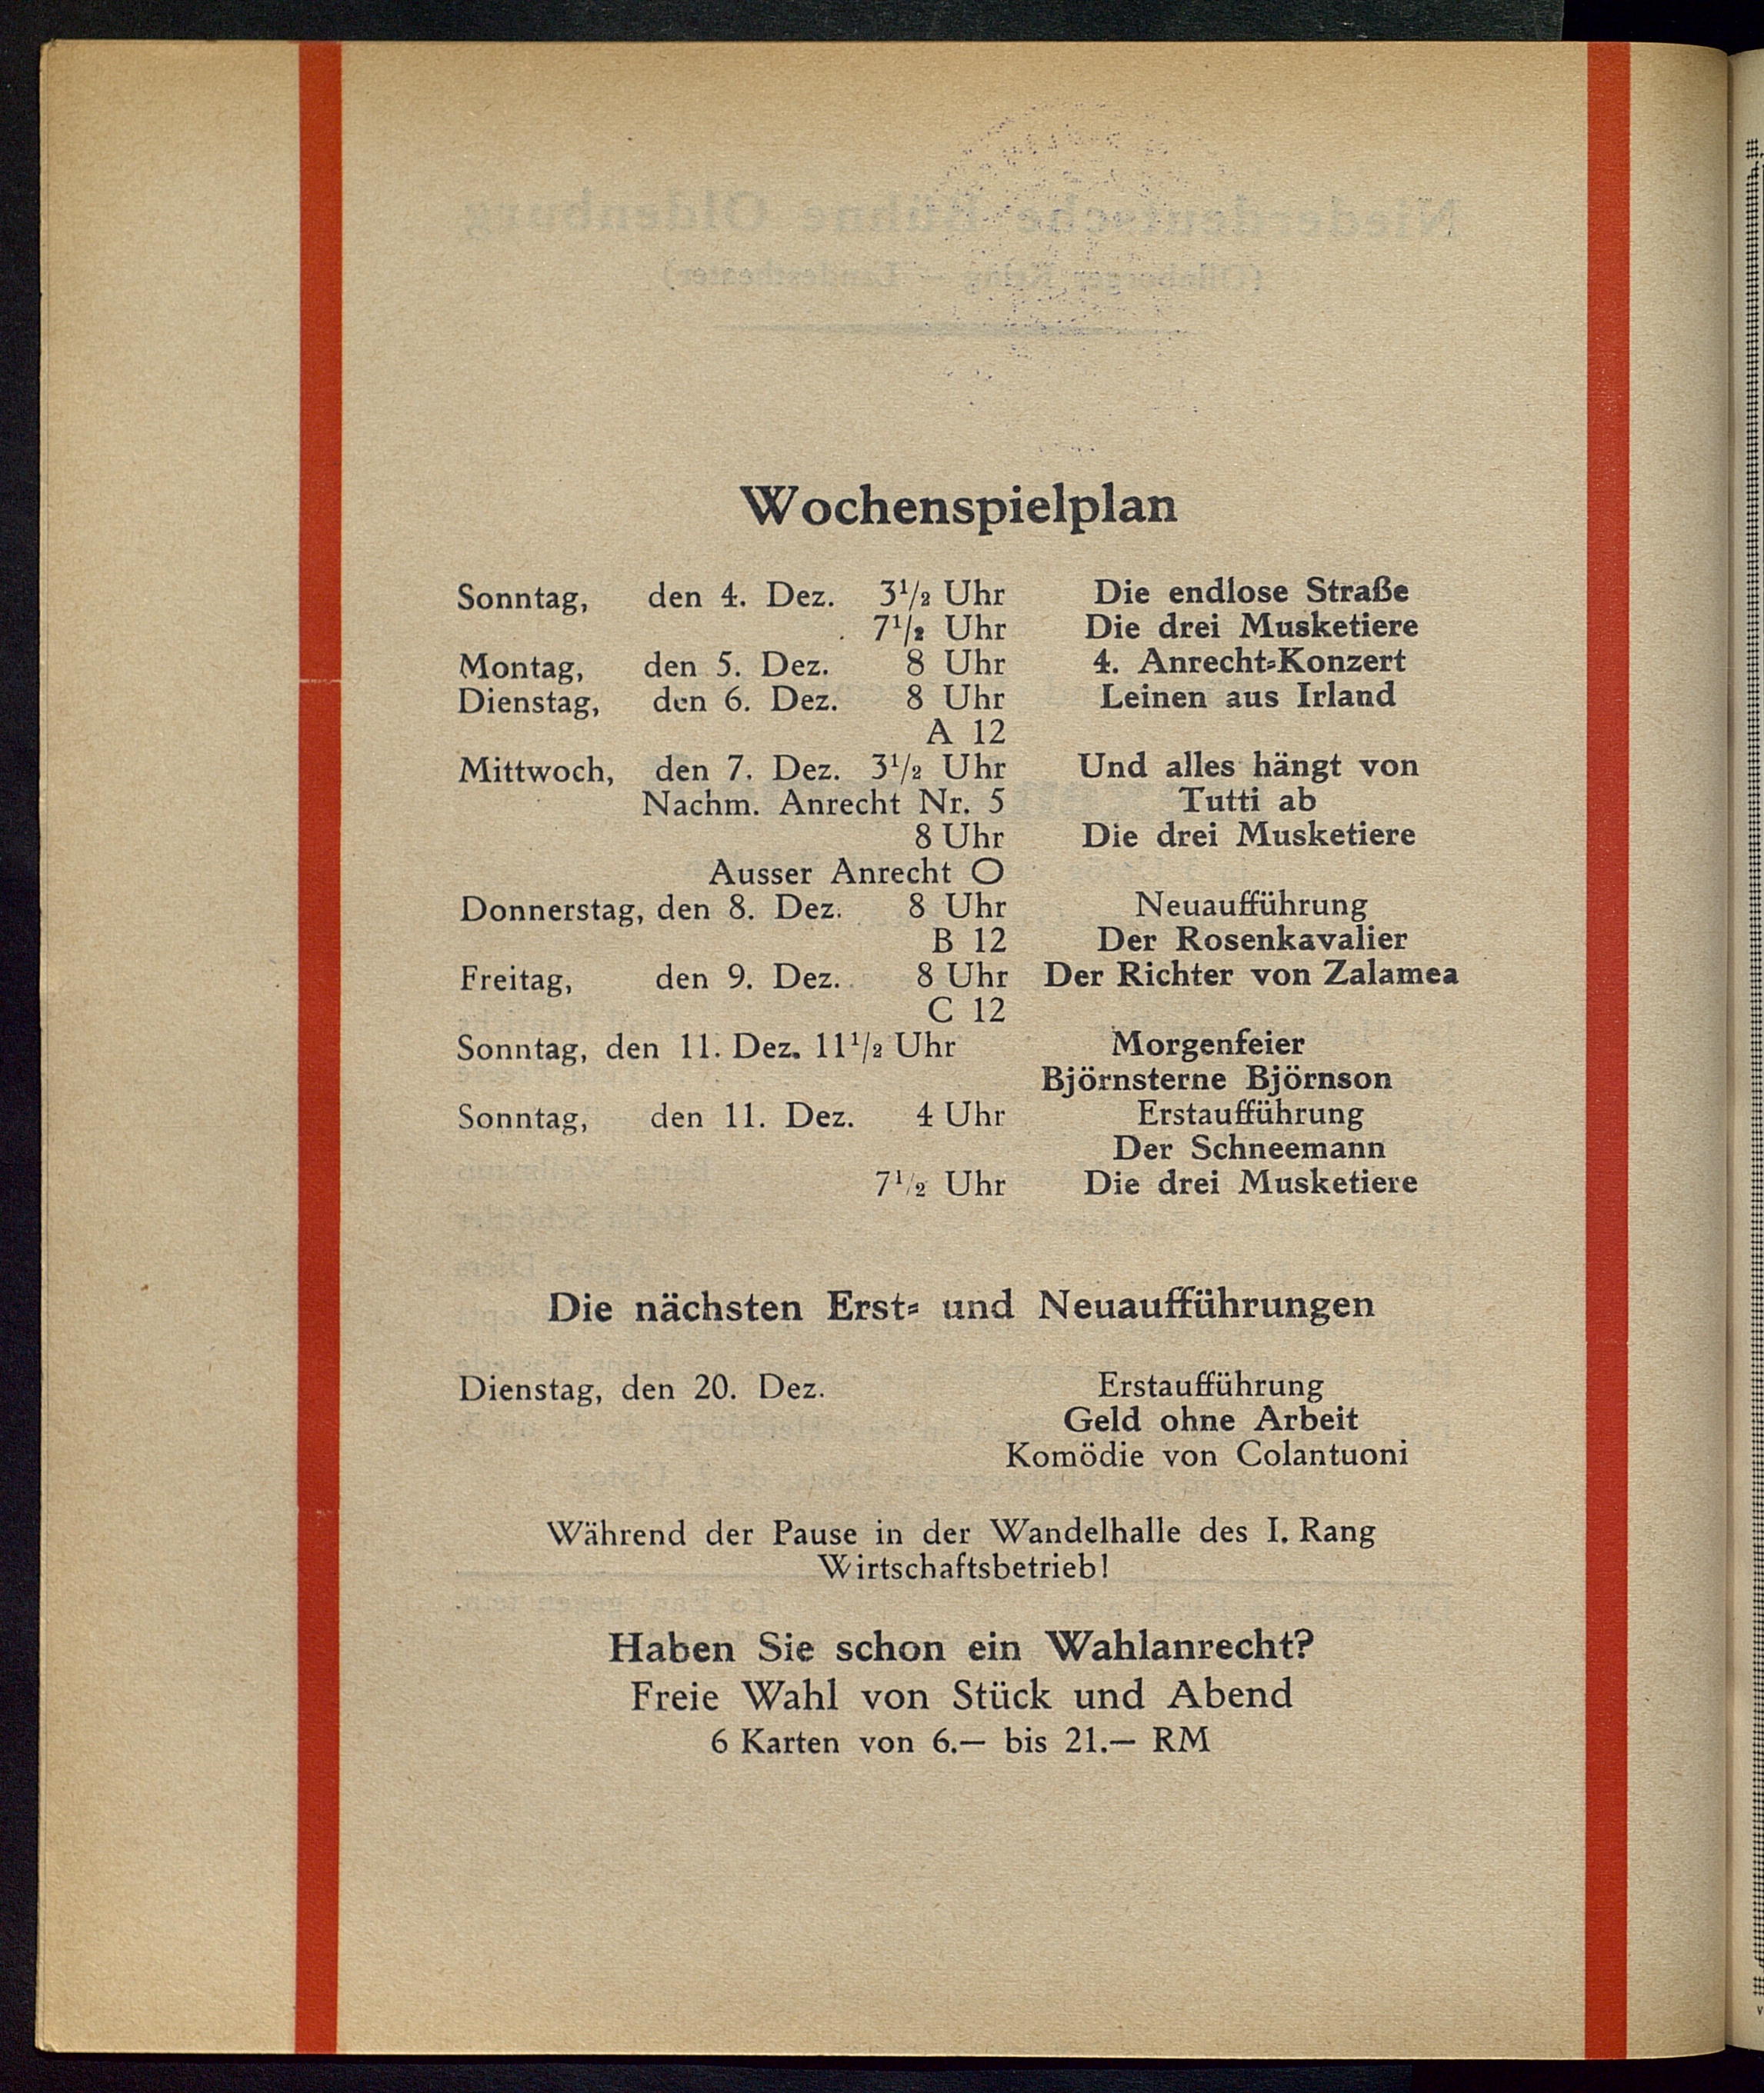 Wochenspielplan
Sonntag, den 4. Dez. 3½ Uhr Die endlose Straße
7½ Uhr Die drei Musketiere
Montag, den 5. Dez. 8 Uhr 4. Anrecht-Konzert
Dienstag, den 6. Dez. 8 Uhr Leinen aus Irland
A 12
Mittwoch, den 7. Dez. 3½ Uhr Und alles hängt von
Nachm. Anrecht Nr. 5 Tutti ab
8 Uhr Die drei Musketiere
Ausser Anrecht O
Donnerstag, den 8. Dez. 8 Uhr Neuaufführung
B 12 Der Rosenkavalier
Freitag, den 9. Dez. 8 Uhr Der Richter von Zalamea
C 12
Sonntag, den 11. Dez. 11½ Uhr Morgenfeier
Björnsterne Björnson
Sonntag, den 11. Dez. 4 Uhr Erstaufführung
Der Schneemann
7½ Uhr Die drei Musketiere
Die nächsten Erst- und Neuaufführungen
Dienstag, den 20. Dez. Erstaufführung
Geld ohne Arbeit
Komödie von Colantuoni
Während der Pause in der Wandelhalle des I. Rang
Wirtschaftsbetrieb!
Haben Sie schon ein Wahlanrecht?
Freie Wahl von Stück und Abend
6 Karten von 6.— bis 21.— RM